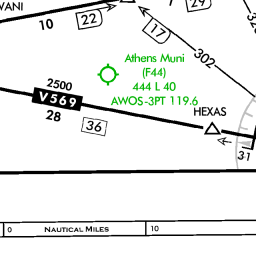 VANI
10
22
17
29
302
Athens Muni
(F44)
444 L 40
AWOS-3PT 119.6
2500
V569
28
36
HEXAS
31
0 NAUTICAL MILES 10